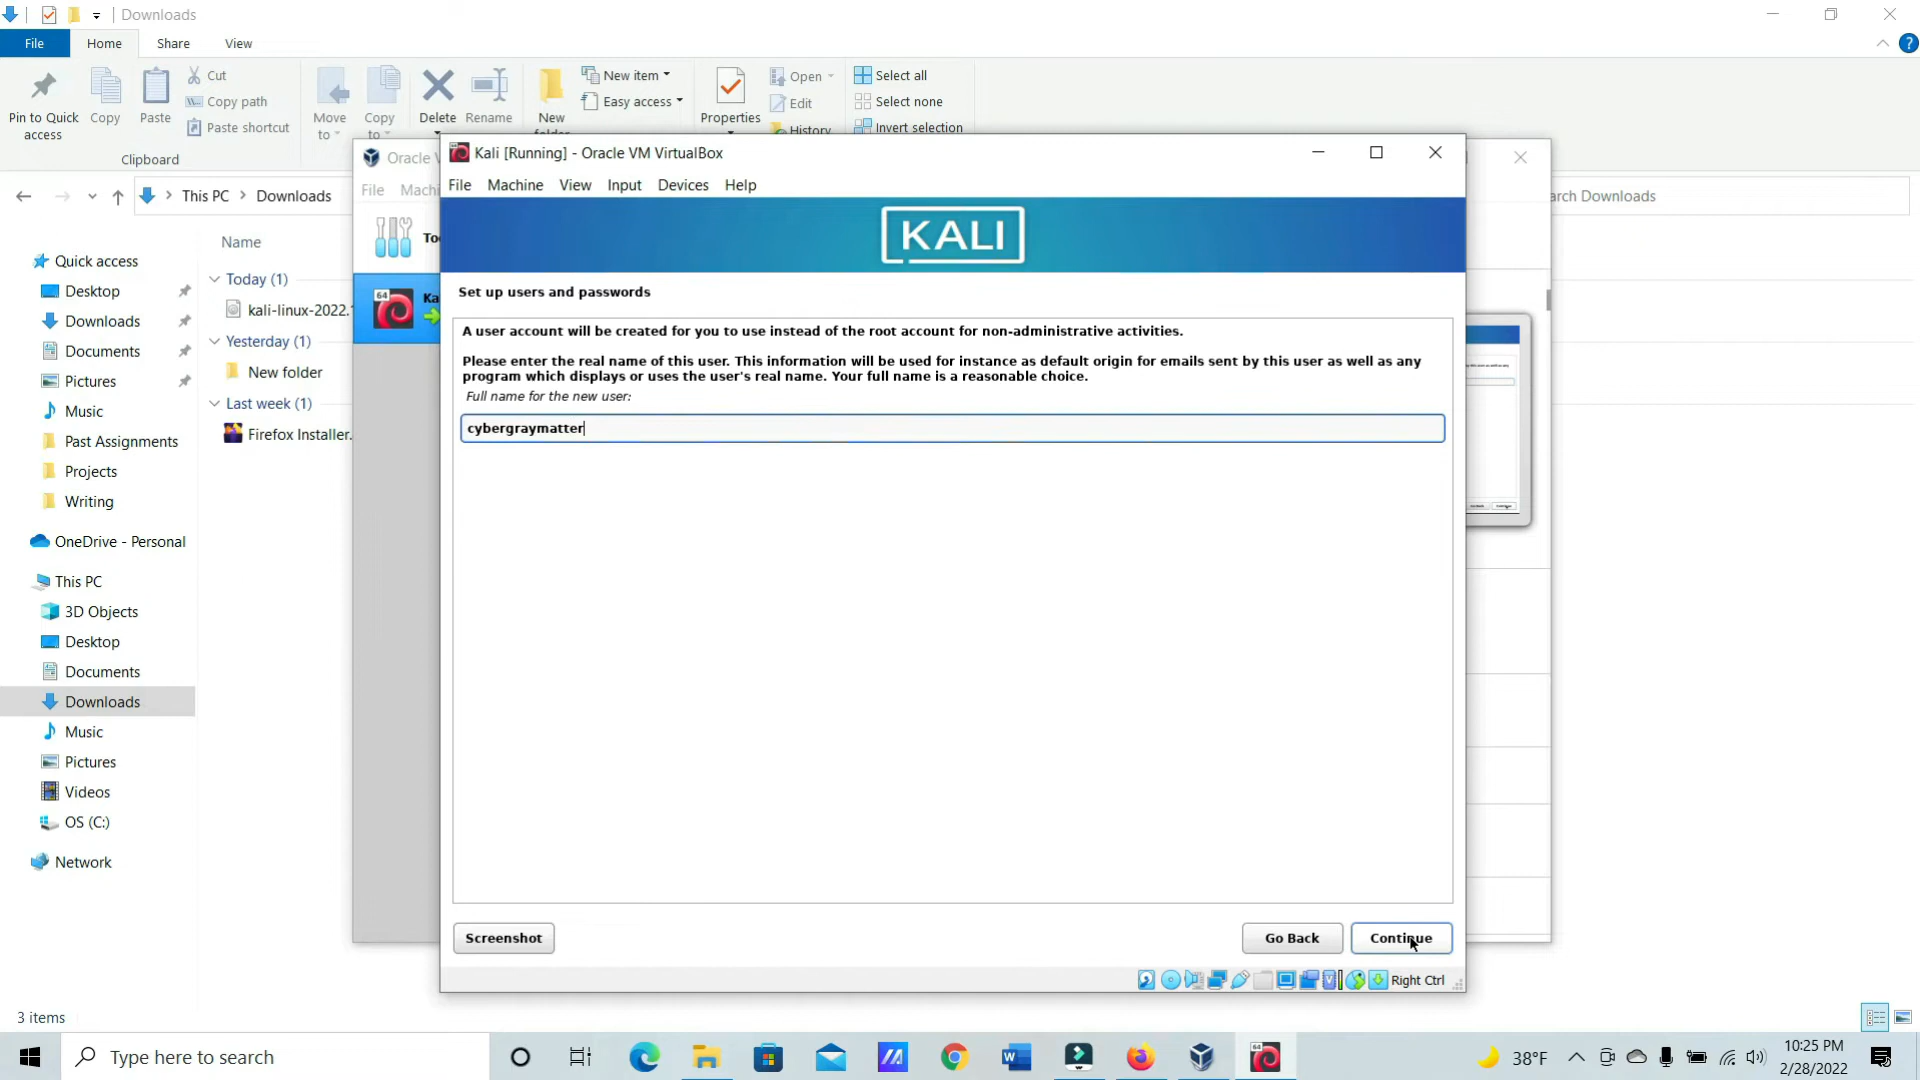 Downloads
File Home Share View
Pin to Quick access
Copy
Paste
Cut
Copy path
Paste shortcut
Clipboard
Move to
Copy to
Delete
Rename
New
New item
Easy access
Properties
Open
Edit
History
Select all
Select none
Invert selection
This PC > Downloads
arch Downloads
Quick access
Desktop
Downloads
Documents
Pictures
Music
Past Assignments
Projects
Writing
OneDrive - Personal
This PC
3D Objects
Desktop
Documents
Downloads
Music
Pictures
Videos
OS (C:)
Network
3 items
Name
Today (1)
kali-linux-2022.
Yesterday (1)
New folder
Last week (1)
Firefox Installer.
Oracle V
File Machi
Too
64
Ka
Kali [Running] - Oracle VM VirtualBox
File Machine View Input Devices Help
KALI
Set up users and passwords
A user account will be created for you to use instead of the root account for non-administrative activities.
Please enter the real name of this user. This information will be used for instance as default origin for emails sent by this user as well as any
program which displays or uses the user's real name. Your full name is a reasonable choice.
Full name for the new user:
cybergraymatter
Screenshot
Go Back
Continue
Right Ctrl
Type here to search
38°F
10:25 PM
2/28/2022